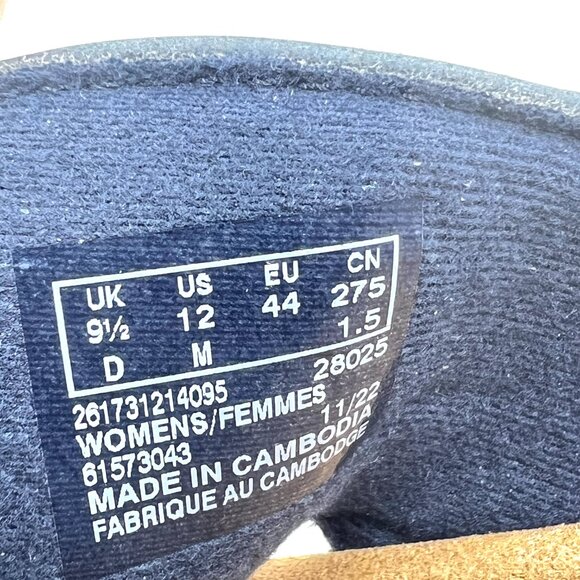 UK US EU CN
9½ 12 44 275
D M 1.5
28025
261731214095
WOMENS/FEMMES
61573043 11/22
MADE IN CAMBODIA
FABRIQUE AU CAMBODGE